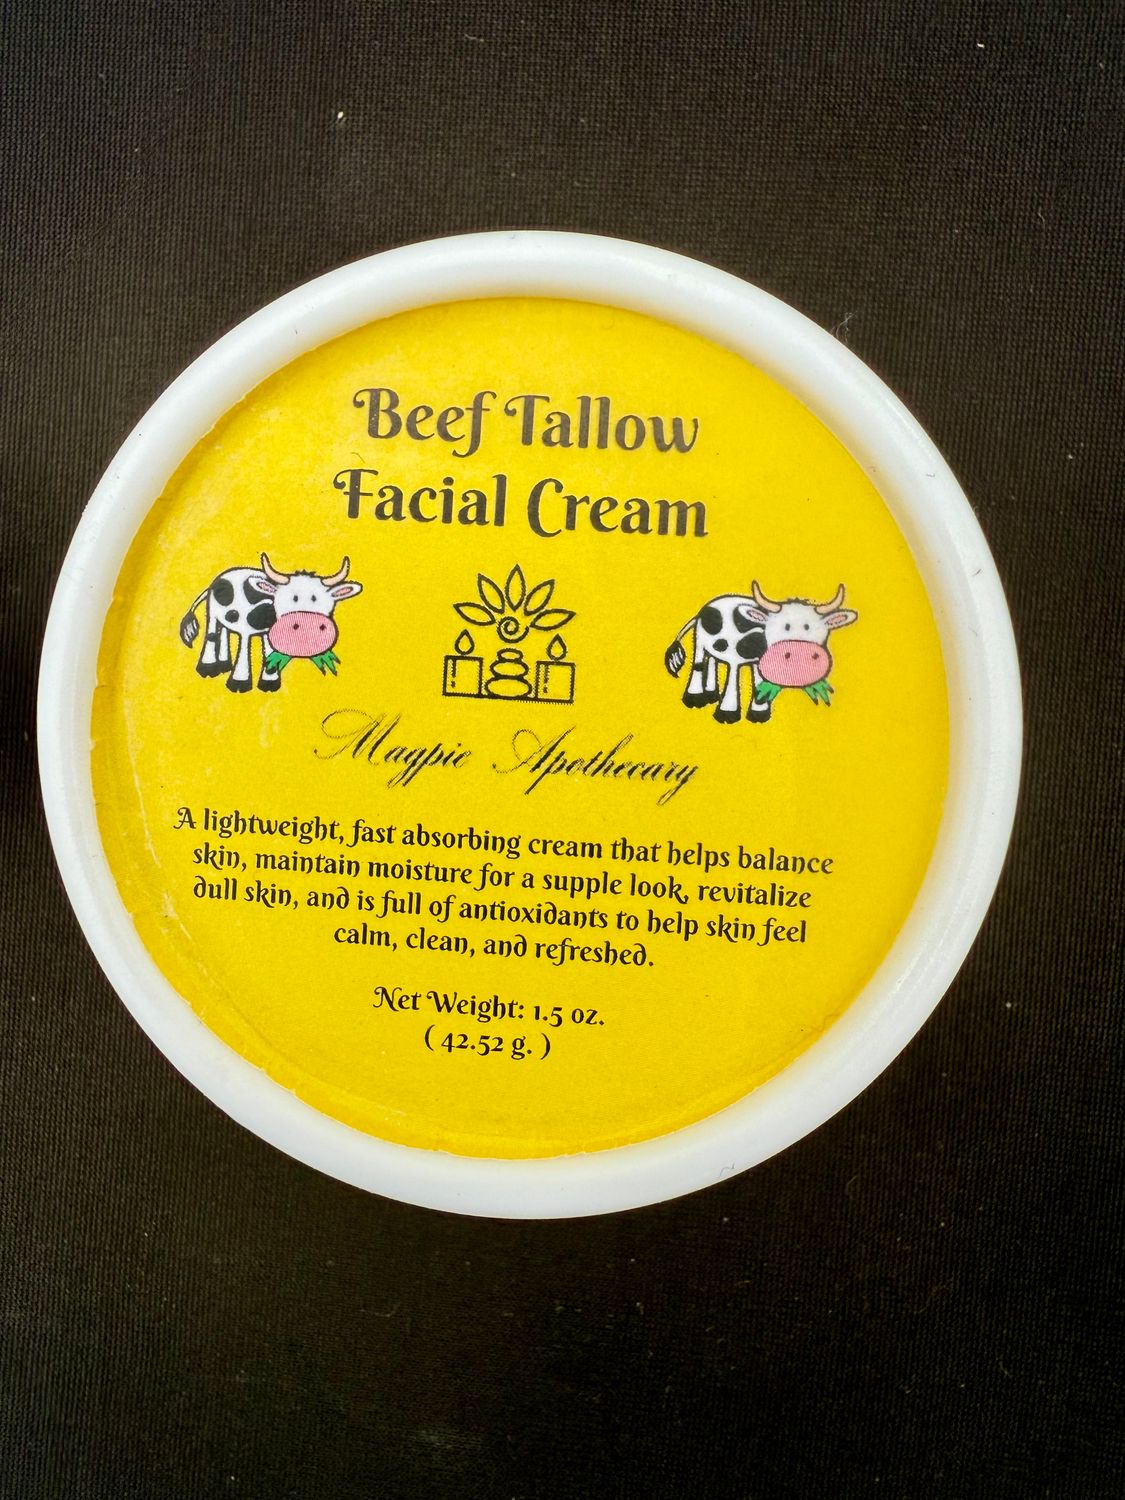 Beef Tallow
Facial Cream
Magpie Apothecary
A lightweight, fast absorbing cream that helps balance
skin, maintain moisture for a supple look, revitalize
dull skin, and is full of antioxidants to help skin feel
calm, clean, and refreshed.
Net Weight: 1.5 oz.
( 42.52 g. )